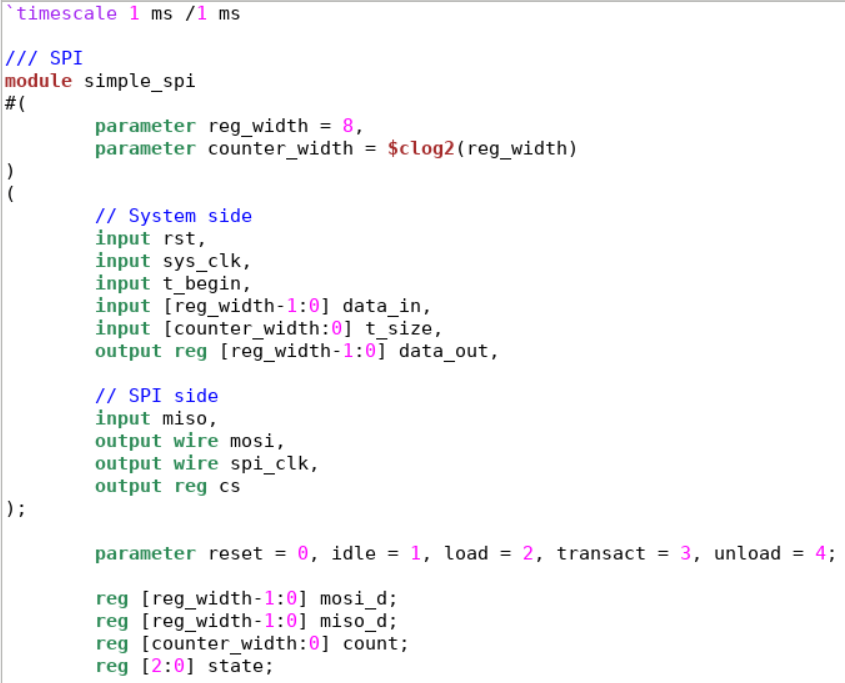 `timescale 1 ms /1 ms
/// SPI
module simple_spi
#(
parameter reg_width = 8,
parameter counter_width = $clog2(reg_width)
)
(
// System side
input rst,
input sys_clk,
input t_begin,
input [reg_width-1:0] data_in,
input [counter_width:0] t_size,
output reg [reg_width-1:0] data_out,
// SPI side
input miso,
output wire mosi,
output wire spi_clk,
output reg cs
);
parameter reset = 0, idle = 1, load = 2, transact = 3, unload = 4;
reg [reg_width-1:0] mosi_d;
reg [reg_width-1:0] miso_d;
reg [counter_width:0] count;
reg [2:0] state;